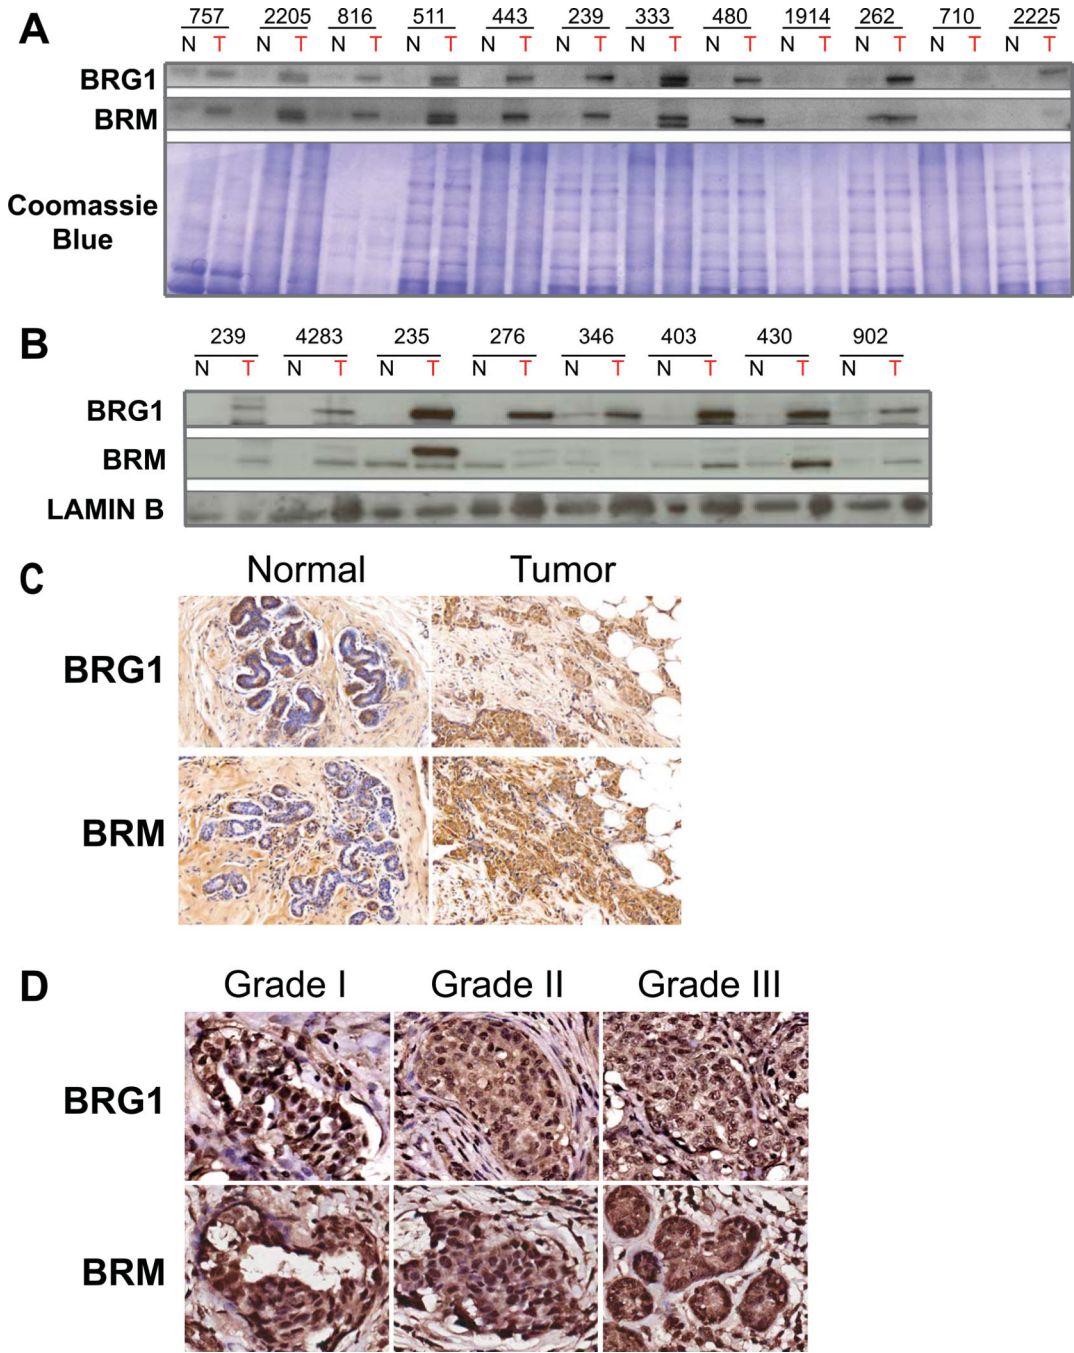 A
757 2205 816 511 443 239 333 480 1914 262 710 2225
N T N T N T N T N T N T N T N T N T N T N T N T
BRG1
BRM
Coomassie
Blue
B
239 4283 235 276 346 403 430 902
N T N T N T N T N T N T N T N T
BRG1
BRM
LAMIN B
C
Normal Tumor
BRG1
BRM
D
Grade I Grade II Grade III
BRG1
BRM